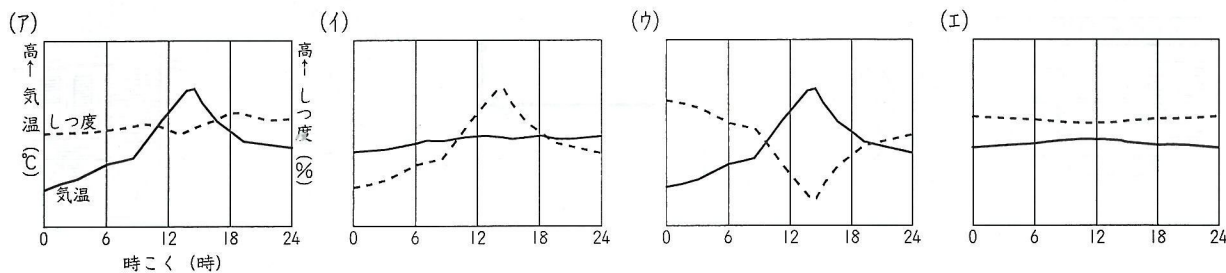 (ア)
(イ)
(ウ)
(エ)
高←気温(℃)
高←しつ度(%)
しつ度
気温
0 6 12 18 24
0 6 12 18 24
0 6 12 18 24
0 6 12 18 24
時こく(時)